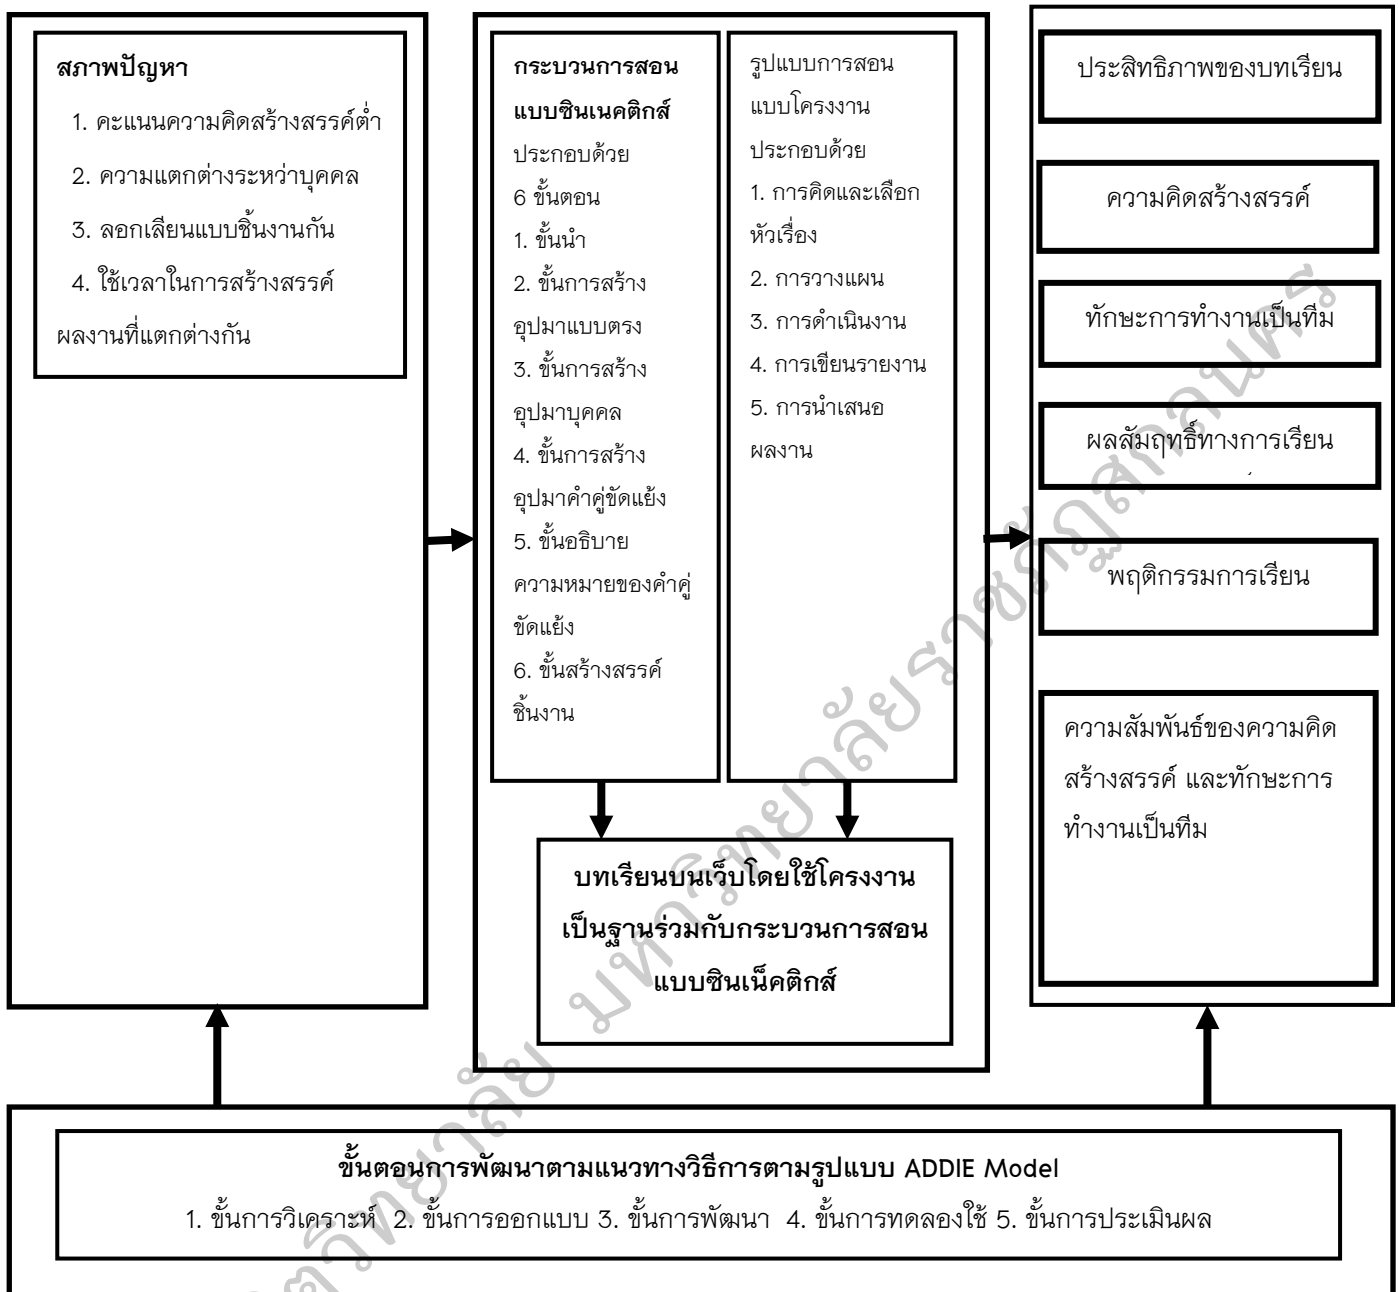 สภาพปัญหา
1. คะแนนความคิดสร้างสรรค์ต่ำ
2. ความแตกต่างระหว่าบุคคล
3. ลอกเลียนแบบชิ้นงานกัน
4. ใช้เวลาในการสร้างสรรค์
ผลงานที่แตกต่างกัน
กระบวนการสอน
แบบซินเนคติกส์
ประกอบด้วย
6 ขั้นตอน
1. ขั้นนำ
2. ขั้นการสร้าง
อุปมาแบบตรง
3. ขั้นการสร้าง
อุปมาบุคคล
4. ขั้นการสร้าง
อุปมาคำคู่ขัดแย้ง
5. ขั้นอธิบาย
ความหมายของคำคู่
ขัดแย้ง
6. ขั้นสร้างสรรค์
ชิ้นงาน
รูปแบบการสอน
แบบโครงงาน
ประกอบด้วย
1. การคิดและเลือก
หัวเรื่อง
2. การวางแผน
3. การดำเนินงาน
4. การเขียนรายงาน
5. การนำเสนอ
ผลงาน
บทเรียนบนเว็บโดยใช้โครงงาน
เป็นฐานร่วมกับกระบวนการสอน
แบบซินเน็คติกส์
ประสิทธิภาพของบทเรียน
ความคิดสร้างสรรค์
ทักษะการทำงานเป็นทีม
ผลสัมฤทธิ์ทางการเรียน
พฤติกรรมการเรียน
ความสัมพันธ์ของความคิด
สร้างสรรค์ และทักษะการ
ทำงานเป็นทีม
ขั้นตอนการพัฒนาตามแนวทางวิธีการตามรูปแบบ ADDIE Model
1. ขั้นการวิเคราะห์ 2. ขั้นการออกแบบ 3. ขั้นการพัฒนา 4. ขั้นการทดลองใช้ 5. ขั้นการประเมินผล
มหาวิทยาลัยราชภัฏสกลนคร